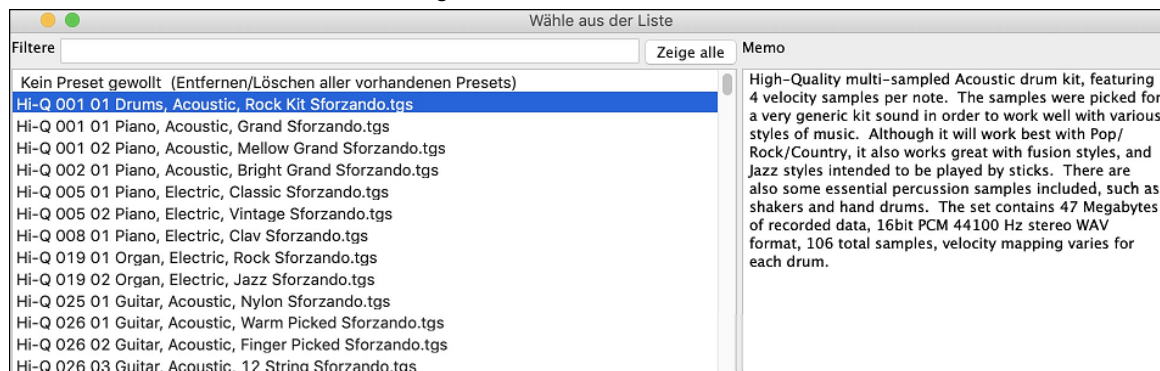 Wähle aus der Liste
Filtere
Zeige alle
Memo
Kein Preset gewollt (Entfernen/Löschen aller vorhandenen Presets)
Hi-Q 001 01 Drums, Acoustic, Rock Kit Sforzando.tgs
Hi-Q 001 01 Piano, Acoustic, Grand Sforzando.tgs
Hi-Q 001 02 Piano, Acoustic, Mellow Grand Sforzando.tgs
Hi-Q 002 01 Piano, Acoustic, Bright Grand Sforzando.tgs
Hi-Q 005 01 Piano, Electric, Classic Sforzando.tgs
Hi-Q 005 02 Piano, Electric, Vintage Sforzando.tgs
Hi-Q 008 01 Piano, Electric, Clav Sforzando.tgs
Hi-Q 019 01 Organ, Electric, Rock Sforzando.tgs
Hi-Q 019 02 Organ, Electric, Jazz Sforzando.tgs
Hi-Q 025 01 Guitar, Acoustic, Nylon Sforzando.tgs
Hi-Q 026 01 Guitar, Acoustic, Warm Picked Sforzando.tgs
Hi-Q 026 02 Guitar, Acoustic, Finger Picked Sforzando.tgs
Hi-Q 026 03 Guitar, Acoustic, 12 String Sforzando.tgs
High-Quality multi-sampled Acoustic drum kit, featuring
4 velocity samples per note. The samples were picked for
a very generic kit sound in order to work well with various
styles of music. Although it will work best with Pop/
Rock/Country, it also works great with fusion styles, and
Jazz styles intended to be played by sticks. There are
also some essential percussion samples included, such as
shakers and hand drums. The set contains 47 Megabytes
of recorded data, 16bit PCM 44100 Hz stereo WAV
format, 106 total samples, velocity mapping varies for
each drum.